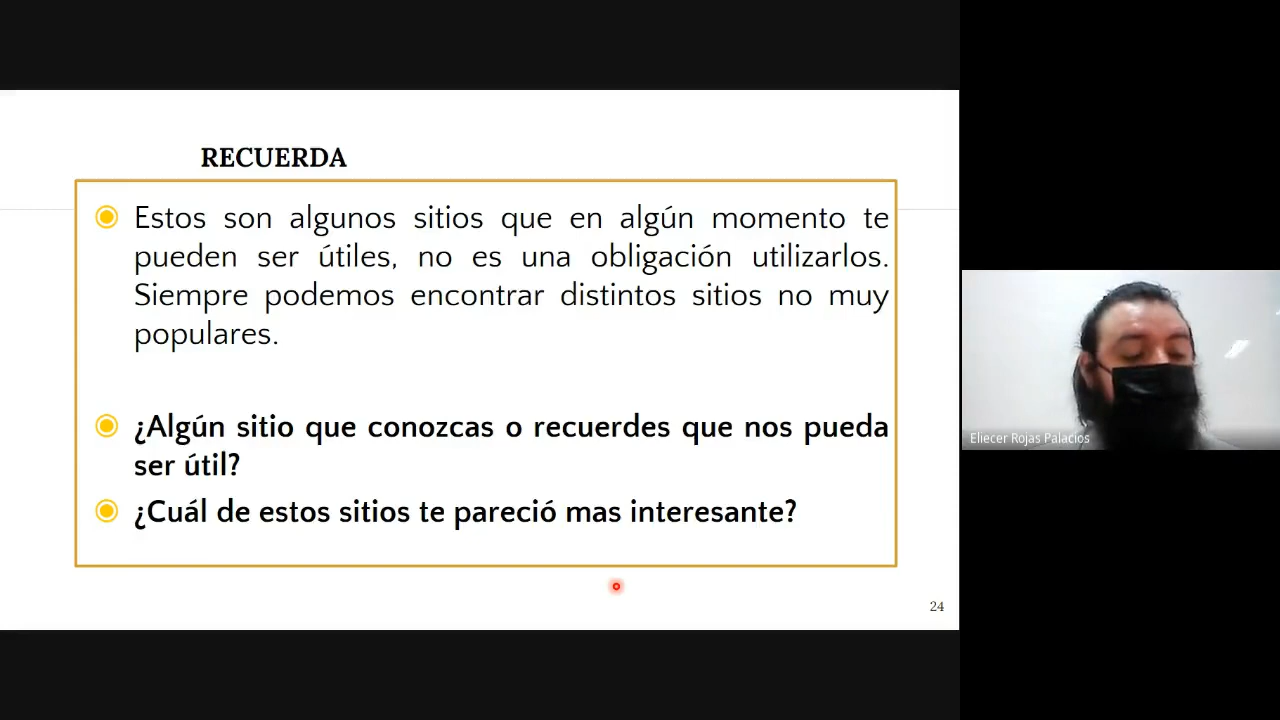 RECUERDA
Estos son algunos sitios que en algún momento te
pueden ser útiles, no es una obligación utilizarlos.
Siempre podemos encontrar distintos sitios no muy
populares.
¿Algún sitio que conozcas o recuerdes que nos pueda
ser útil?
¿Cuál de estos sitios te pareció mas interesante?
24
Eliecer Rojas Palacios